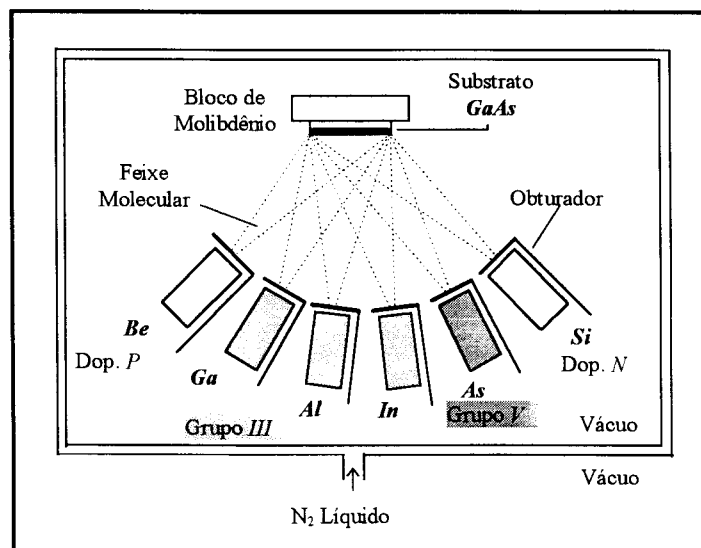 Substrato
GaAs
Bloco de
Molibdênio
Feixe
Molecular
Obturador
Be
Dop. P
Ga
Al
In
As
Si
Dop. N
Grupo III
Grupo V
Vácuo
Vácuo
N₂ Líquido